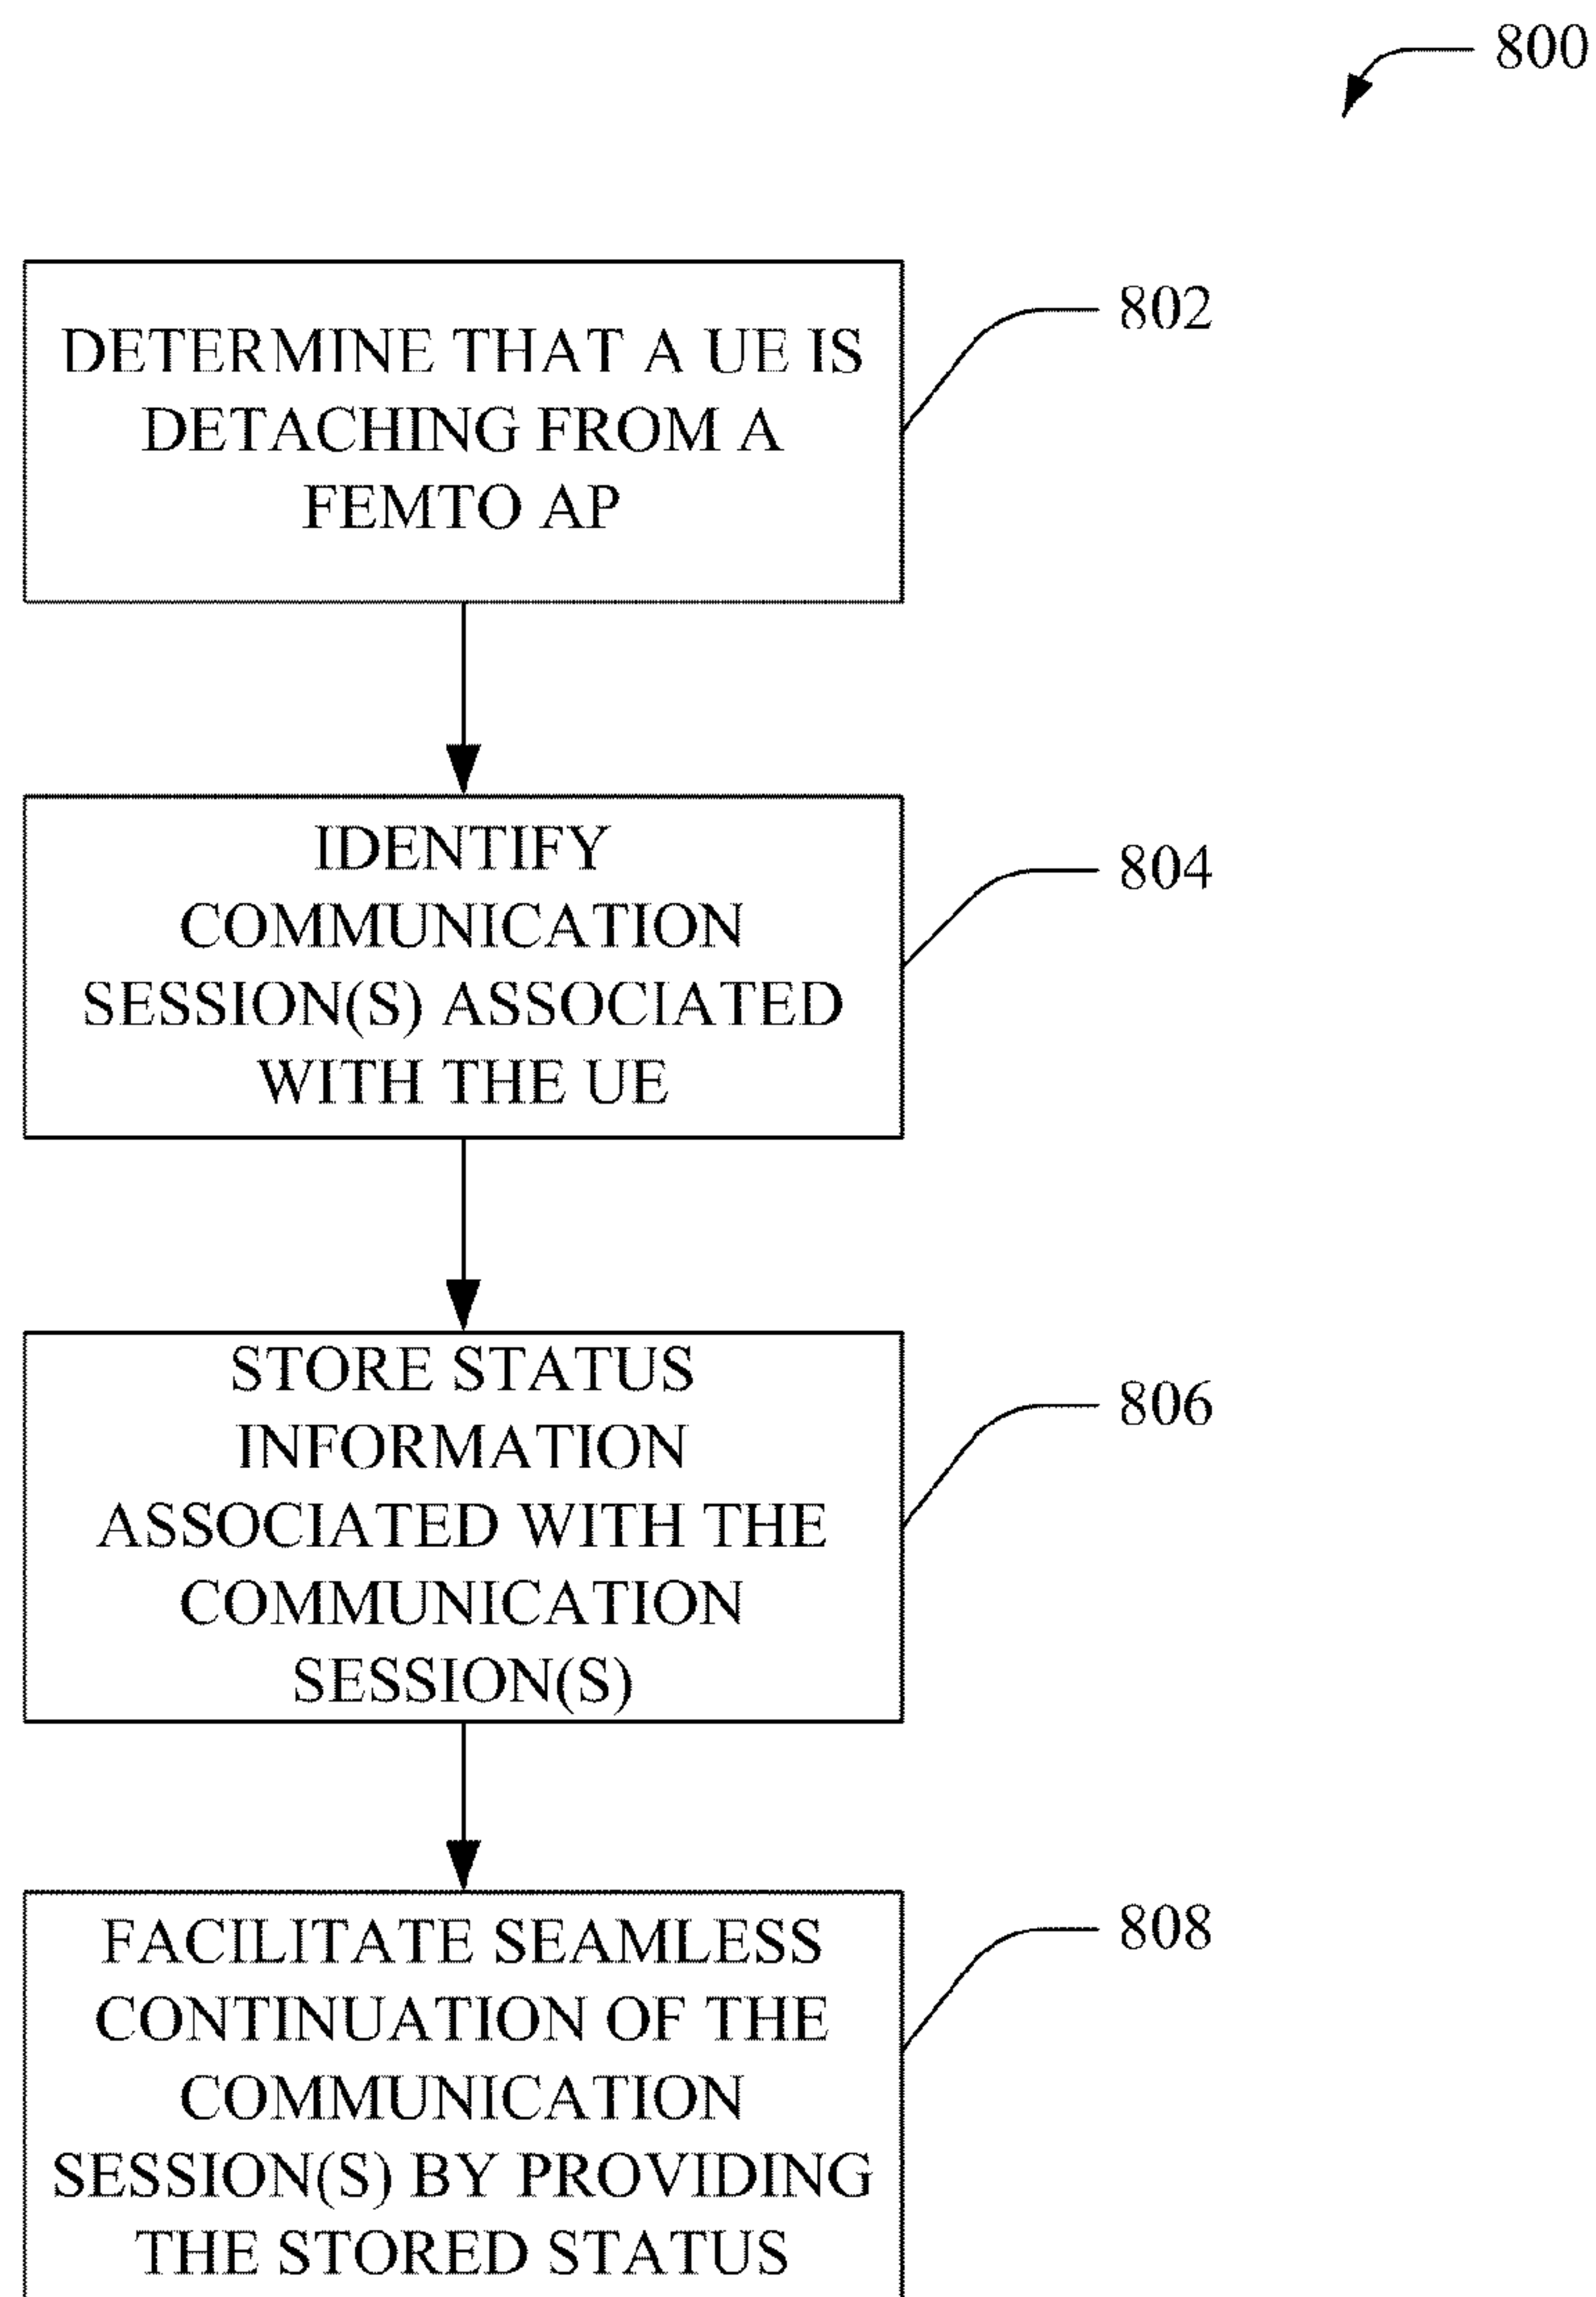 800
DETERMINE THAT A UE IS
DETACHING FROM A
FEMTO AP
802
IDENTIFY
COMMUNICATION
SESSION(S) ASSOCIATED
WITH THE UE
804
STORE STATUS
INFORMATION
ASSOCIATED WITH THE
COMMUNICATION
SESSION(S)
806
FACILITATE SEAMLESS
CONTINUATION OF THE
COMMUNICATION
SESSION(S) BY PROVIDING
THE STORED STATUS
808